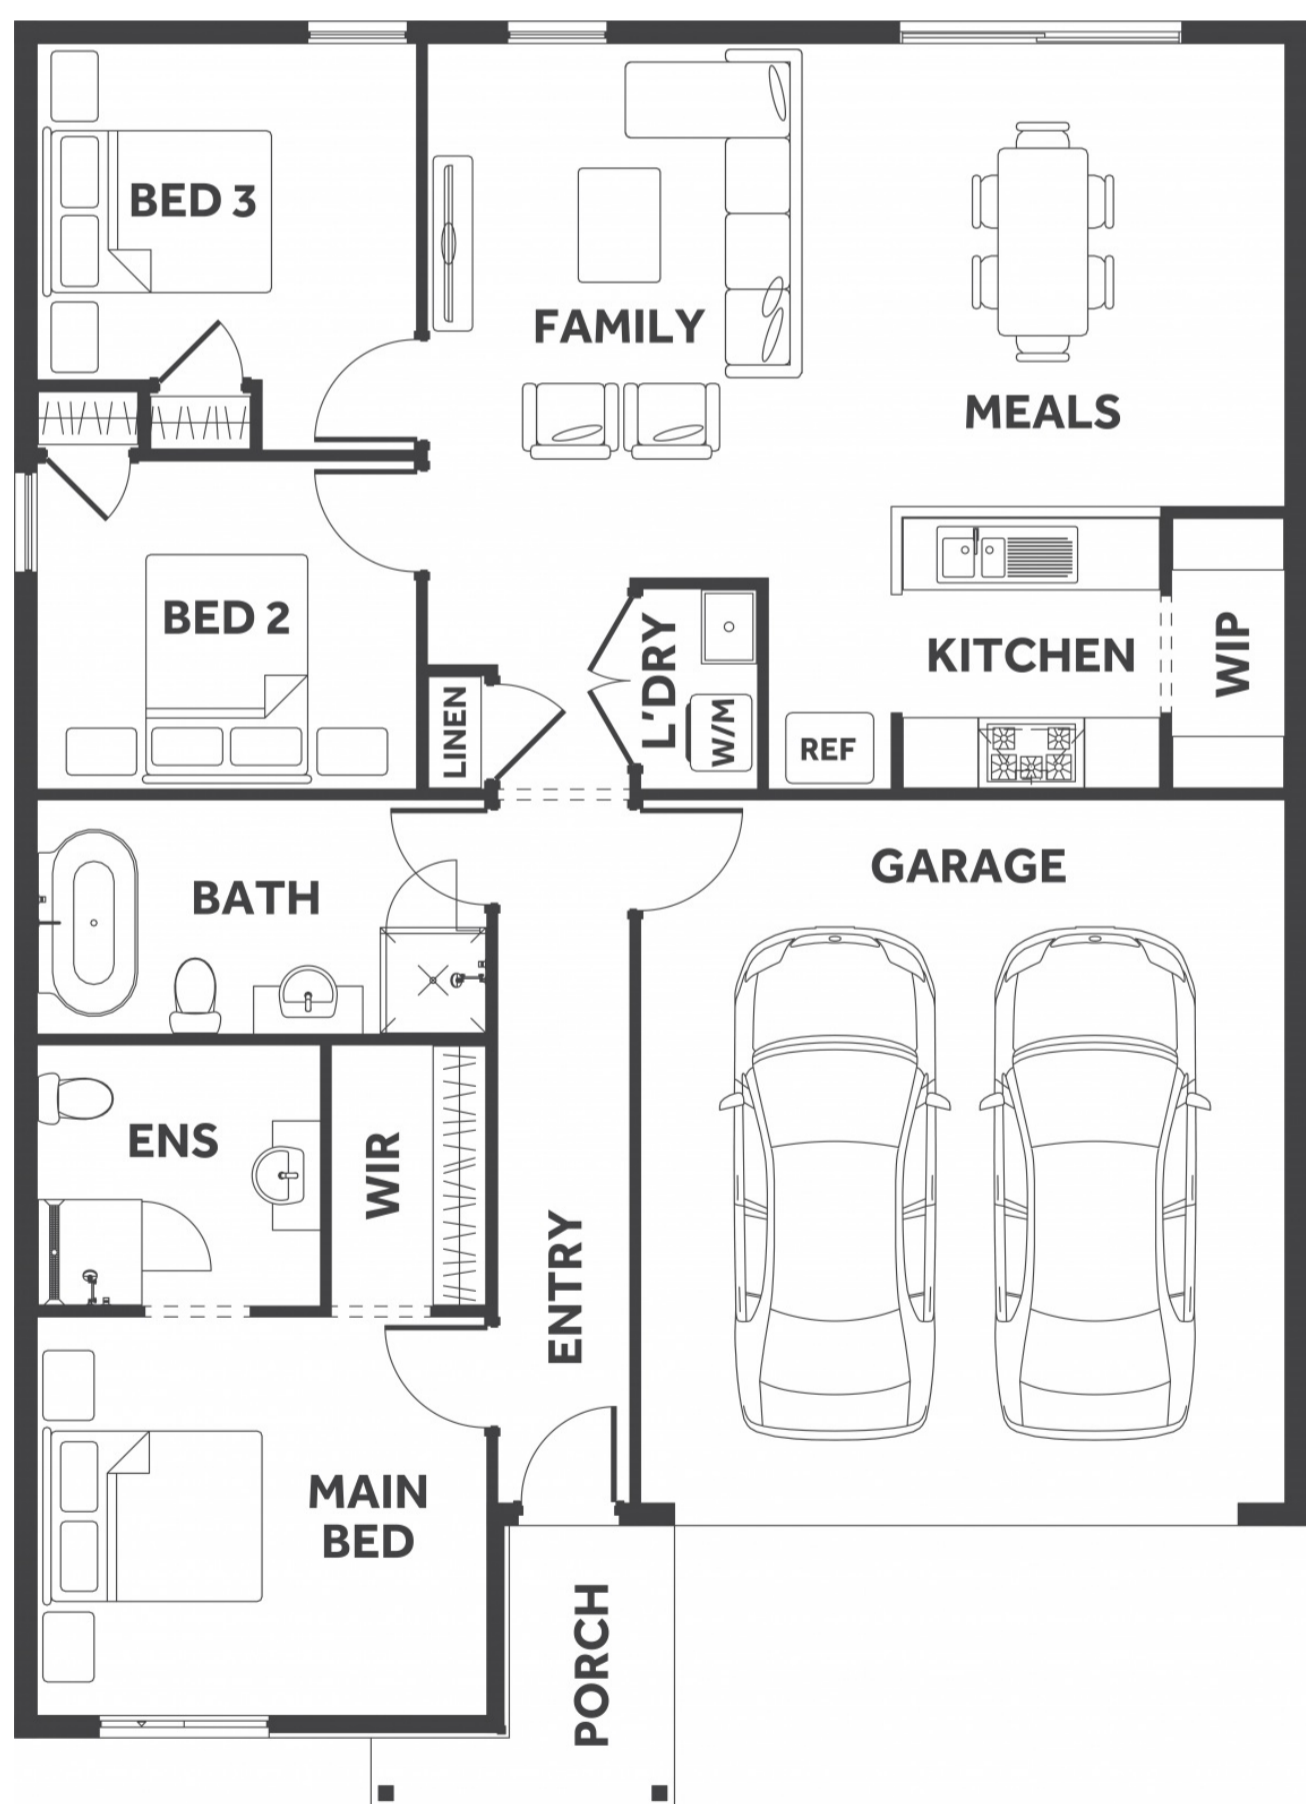 BED 3
FAMILY
MEALS
BED 2
L'DRY
KITCHEN
WIP
LINEN
W/M
REF
BATH
GARAGE
ENS
WIR
ENTRY
MAIN
BED
PORCH